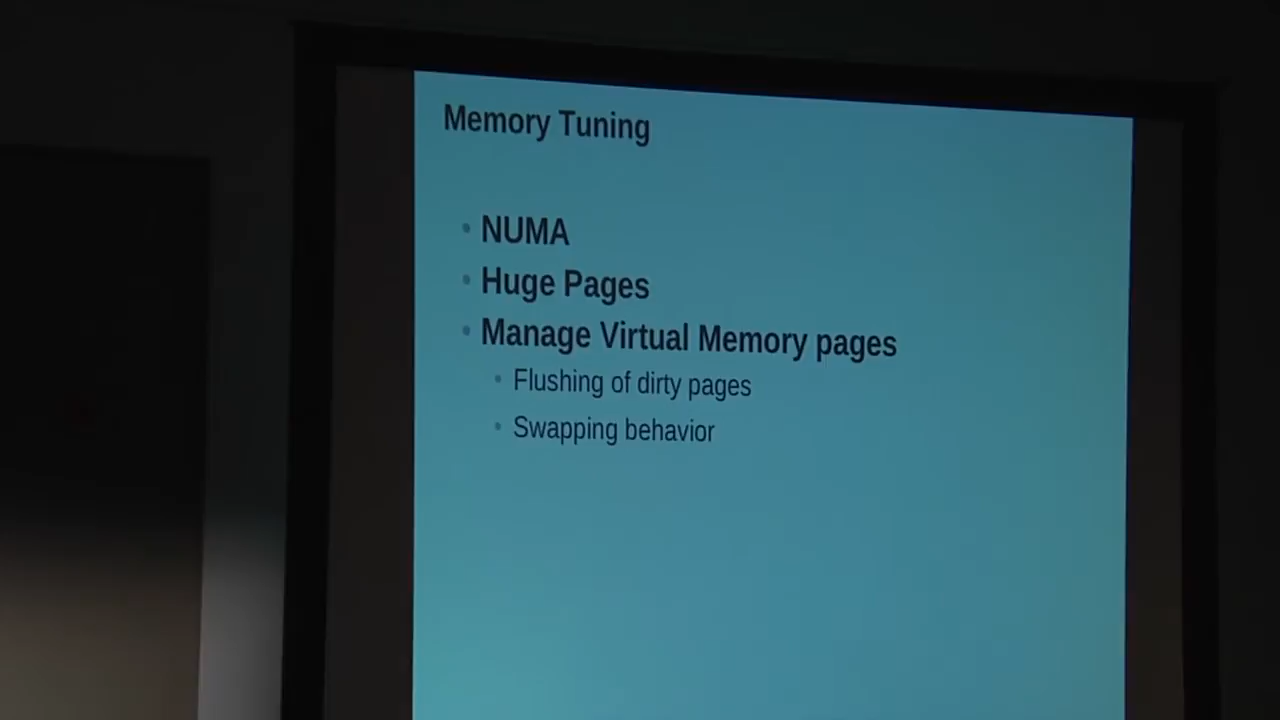 Memory Tuning
• NUMA
• Huge Pages
• Manage Virtual Memory pages
• Flushing of dirty pages
• Swapping behavior